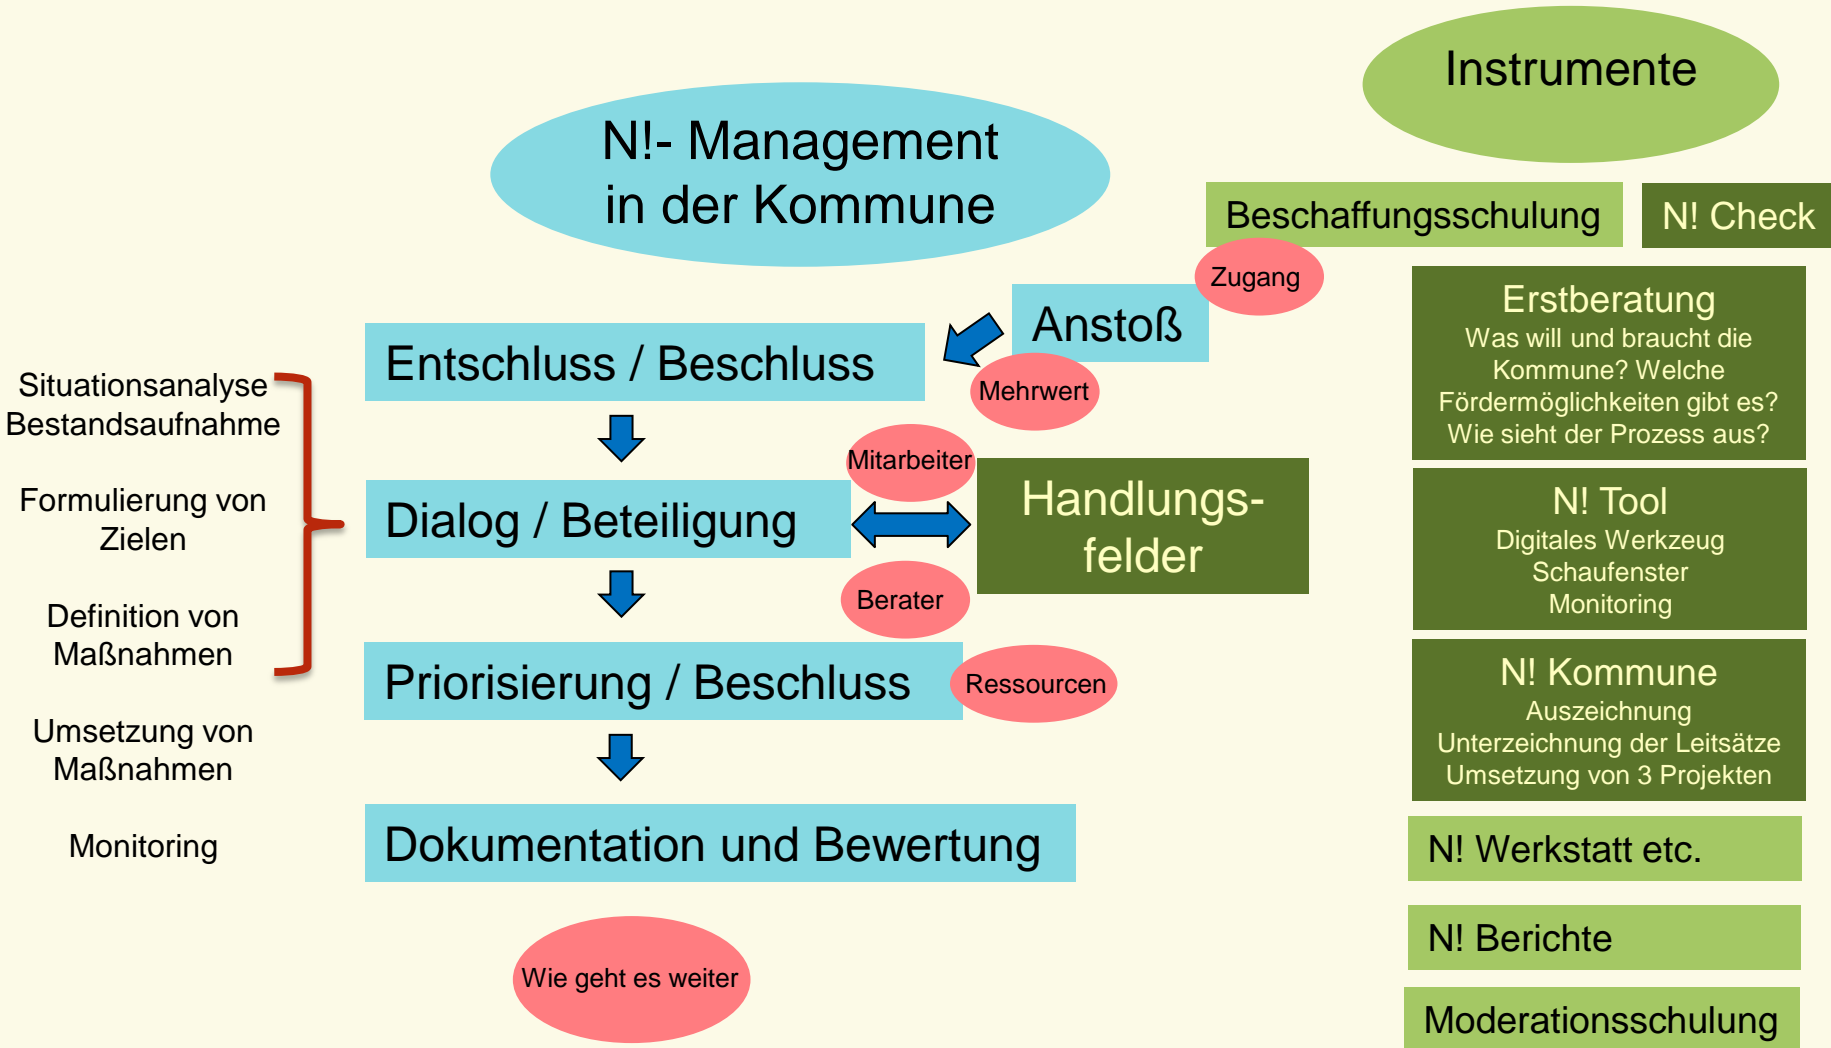 N!- Management
in der Kommune
Instrumente
Beschaffungsschulung
N! Check
Zugang
Anstoß
Mehrwert
Entschluss / Beschluss
Mitarbeiter
Dialog / Beteiligung
Handlungs-
felder
Berater
Priorisierung / Beschluss
Ressourcen
Dokumentation und Bewertung
Wie geht es weiter
Situationsanalyse
Bestandsaufnahme
Formulierung von
Zielen
Definition von
Maßnahmen
Umsetzung von
Maßnahmen
Monitoring
Erstberatung
Was will und braucht die
Kommune? Welche
Fördermöglichkeiten gibt es?
Wie sieht der Prozess aus?
N! Tool
Digitales Werkzeug
Schaufenster
Monitoring
N! Kommune
Auszeichnung
Unterzeichnung der Leitsätze
Umsetzung von 3 Projekten
N! Werkstatt etc.
N! Berichte
Moderationsschulung